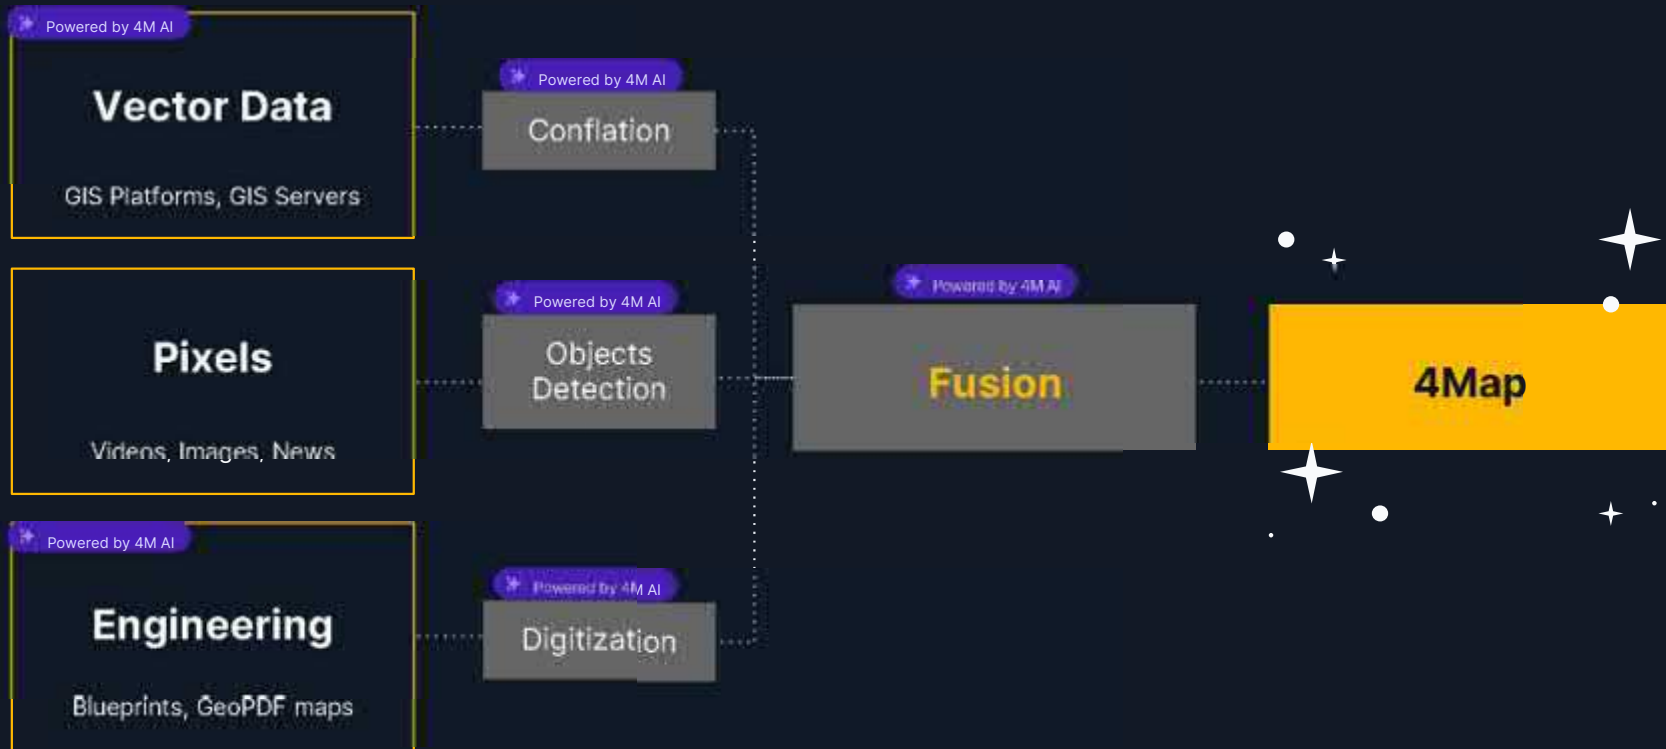 Powered by 4M AI
Vector Data
GIS Platforms, GIS Servers
Powered by 4M AI
Conflation
Pixels
Videos, Images, News
Powered by 4M AI
Objects
Detection
Powered by 4M AI
Fusion
4Map
Powered by 4M AI
Engineering
Blueprints, GeoPDF maps
Powered by 4M AI
Digitization